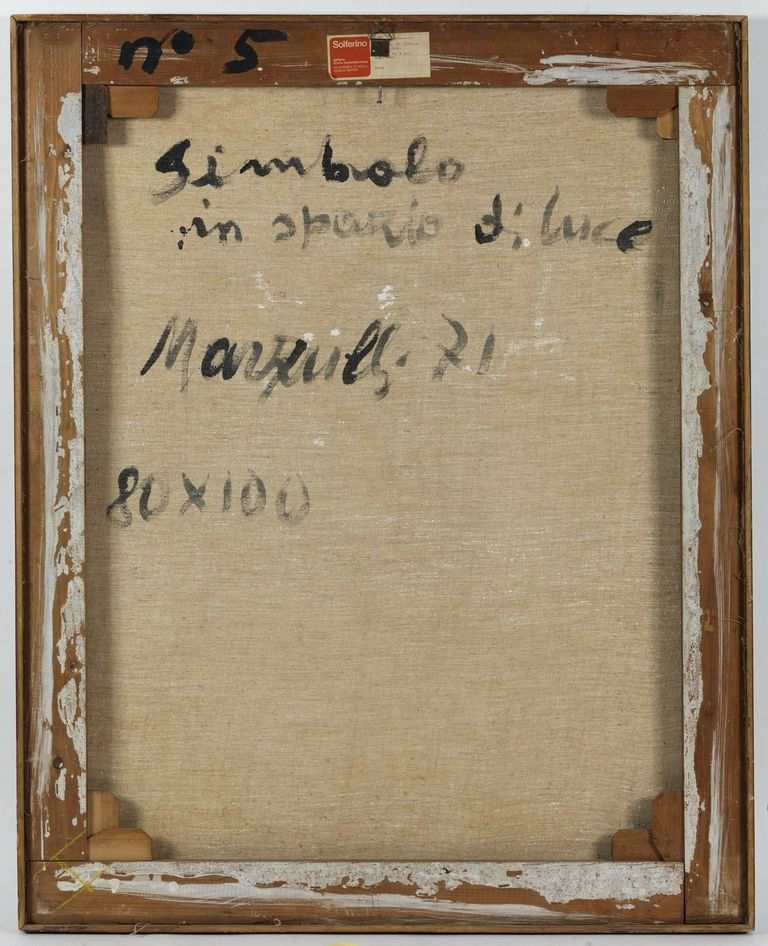 n° 5
Solferino
Simbolo
in spazio di luce
Marzulli 71
80X100